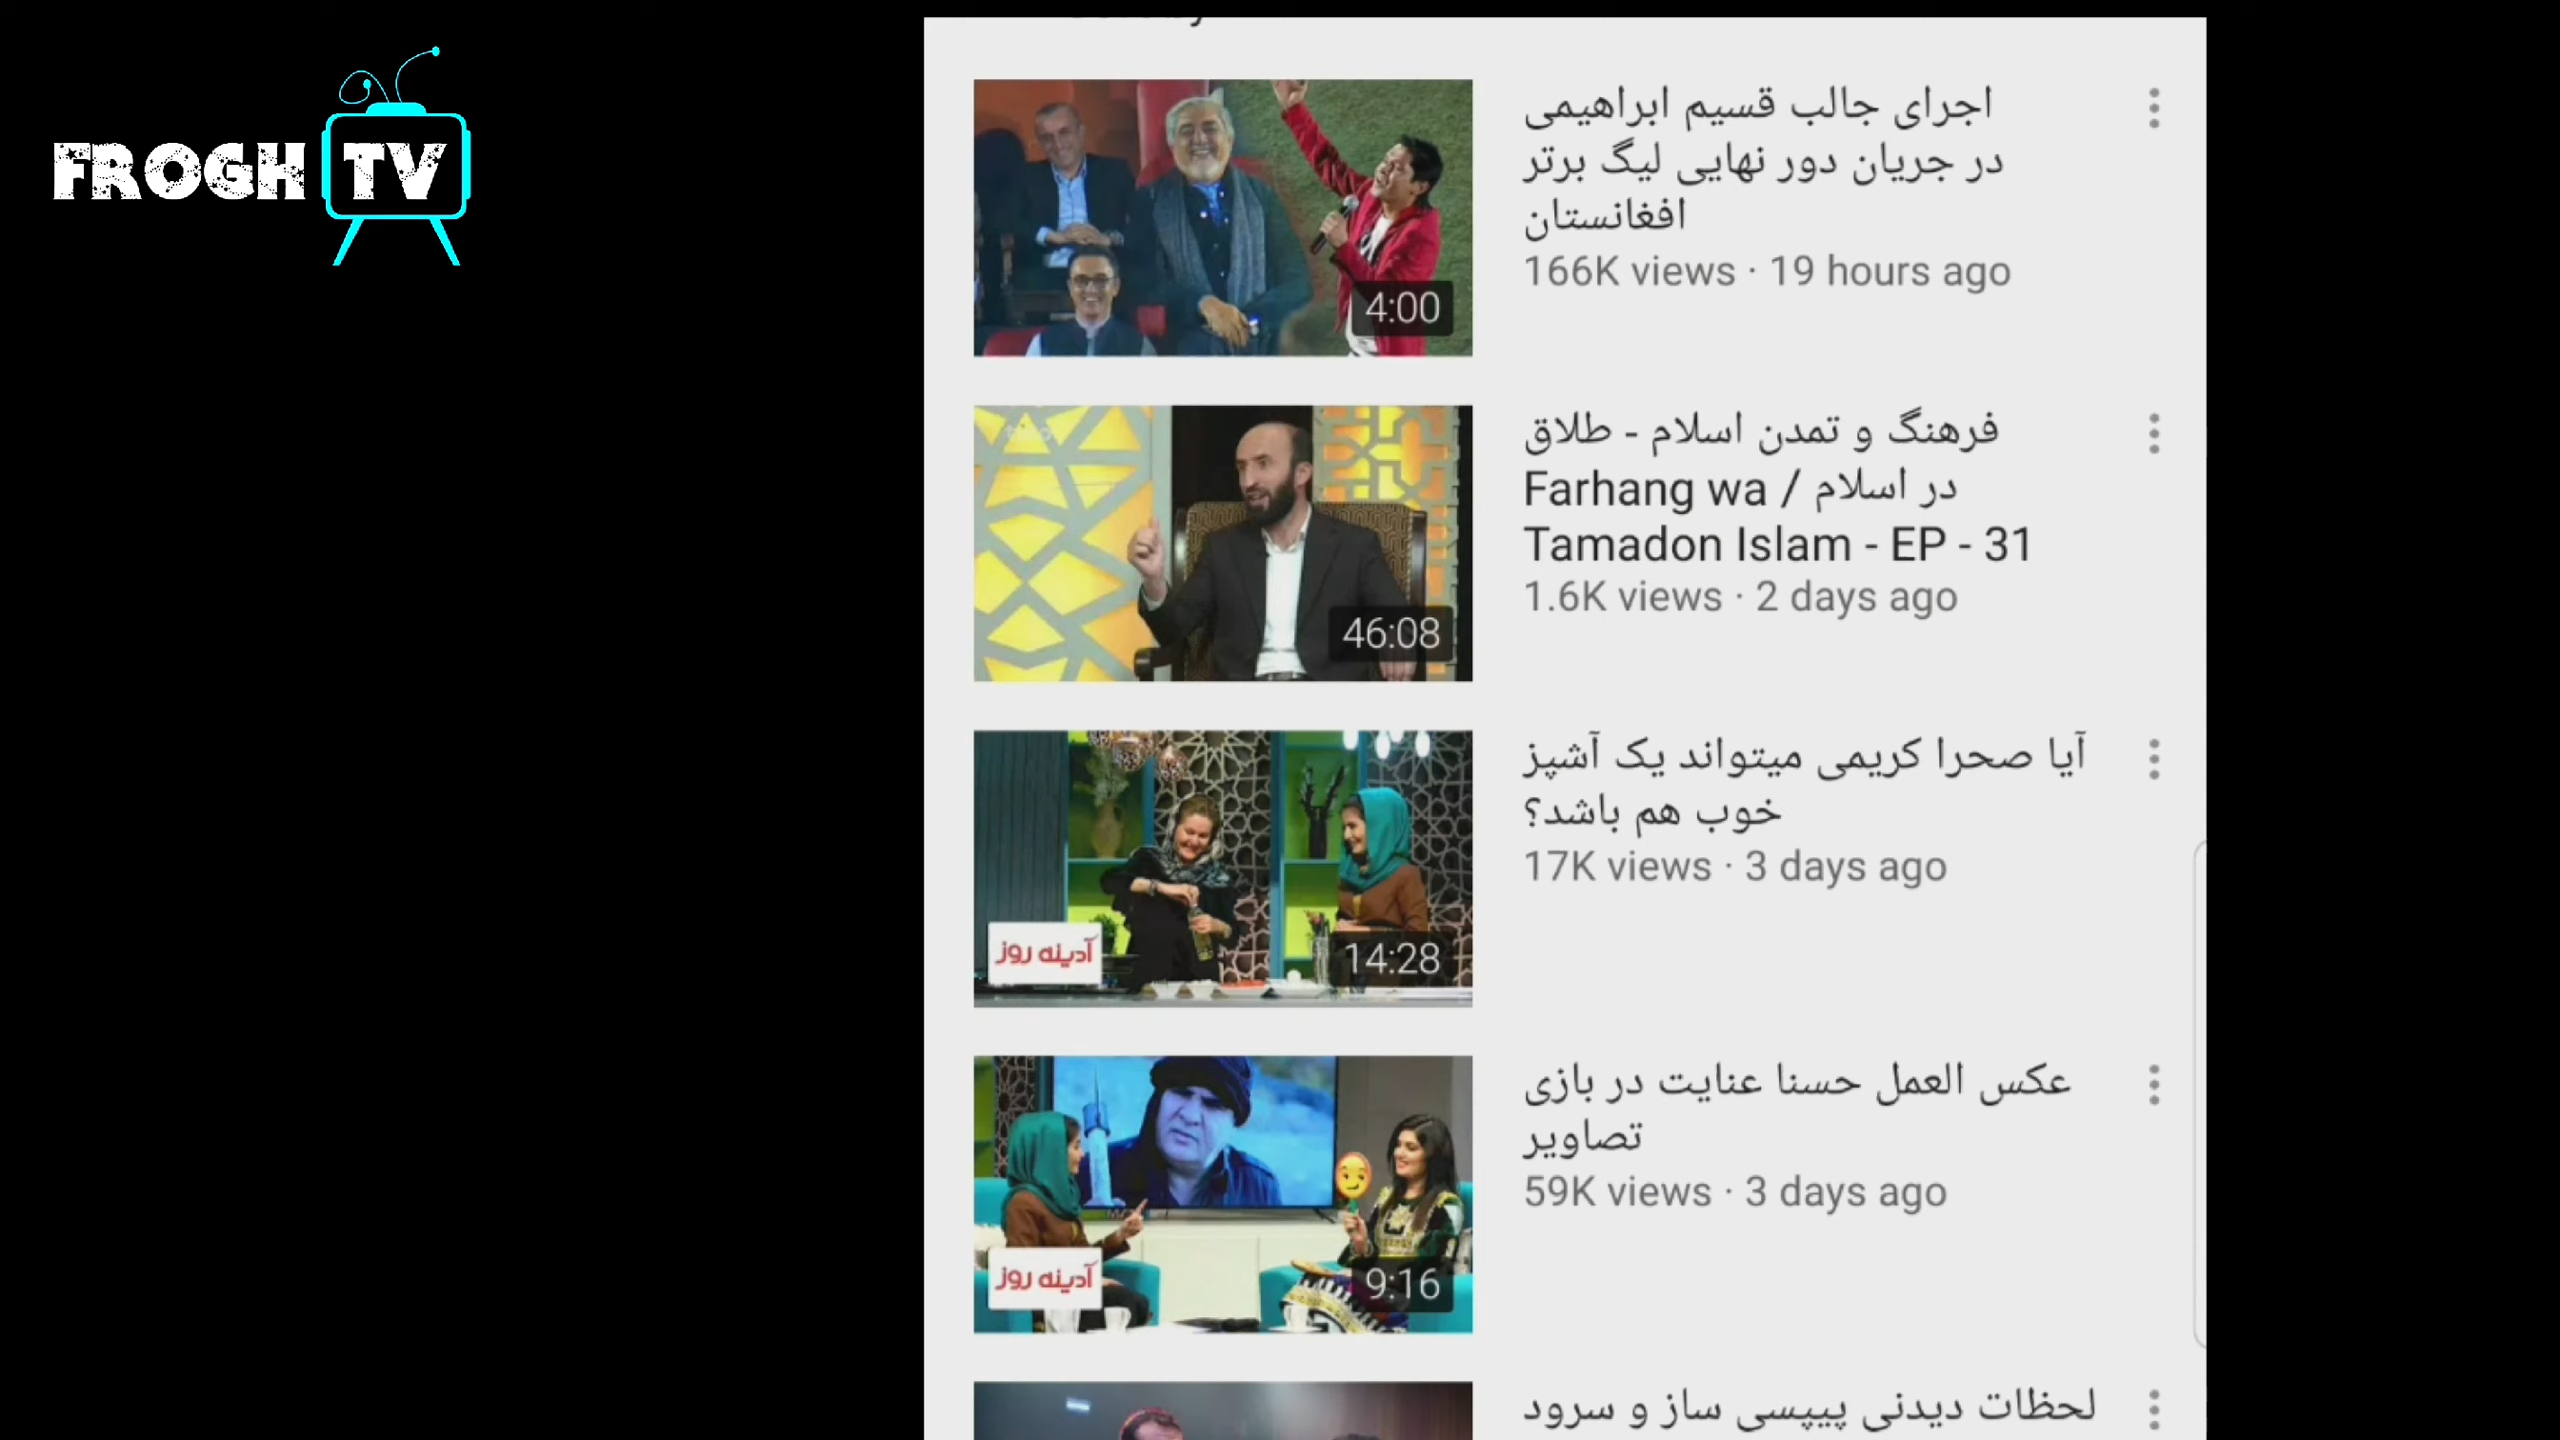 FROGH TV
اجرای جالب قسیم ابراهیمی
در جریان دور نهایی لیگ برتر
افغانستان
166K views · 19 hours ago
4:00
فرهنگ و تمدن اسلام - طلاق
در اسلام / Farhang wa
Tamadon Islam - EP - 31
1.6K views · 2 days ago
46:08
آیا صحرا کریمی میتواند یک آشپز
خوب هم باشد؟
17K views · 3 days ago
آدینه روز
14:28
عکس العمل حسنا عنایت در بازی
تصاویر
59K views · 3 days ago
آدینه روز
9:16
لحظات دیدنی پیپسی ساز و سرود